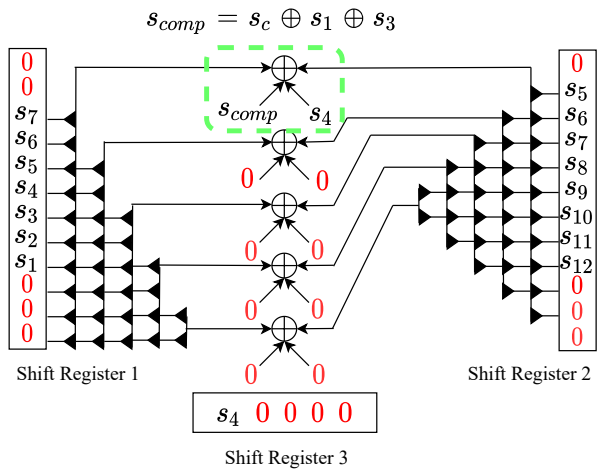 s_comp = s_c ⊕ s_1 ⊕ s_3
0
0
s_7
s_6
s_5
s_4
s_3
s_2
s_1
0
0
0
Shift Register 1
s_comp s_4
0 0
0 0
0 0
0 0
0
s_5
s_6
s_7
s_8
s_9
s_10
s_11
s_12
0
0
0
Shift Register 2
s_4 0 0 0 0
Shift Register 3